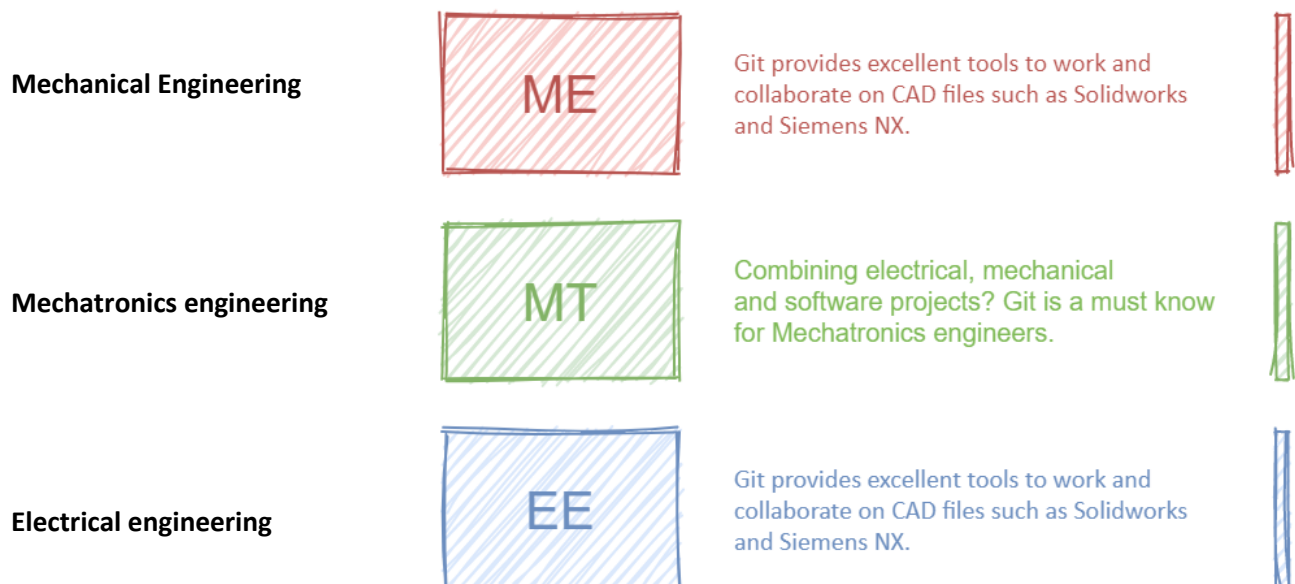 Mechanical Engineering
ME
Git provides excellent tools to work and
collaborate on CAD files such as Solidworks
and Siemens NX.
Mechatronics engineering
MT
Combining electrical, mechanical
and software projects? Git is a must know
for Mechatronics engineers.
Electrical engineering
EE
Git provides excellent tools to work and
collaborate on CAD files such as Solidworks
and Siemens NX.